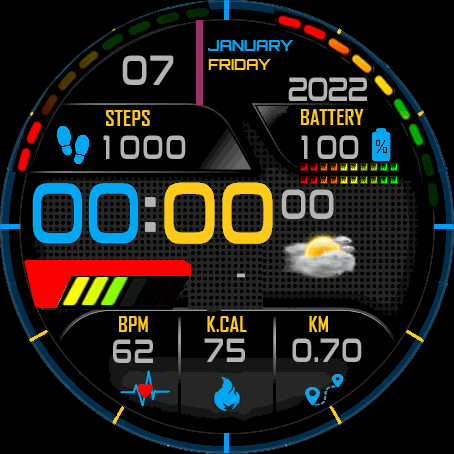 07
JANUARY
FRIDAY
2022
STEPS
1000
BATTERY
100 %
00:00 00
-
BPM
62
K.CAL
75
KM
0.70